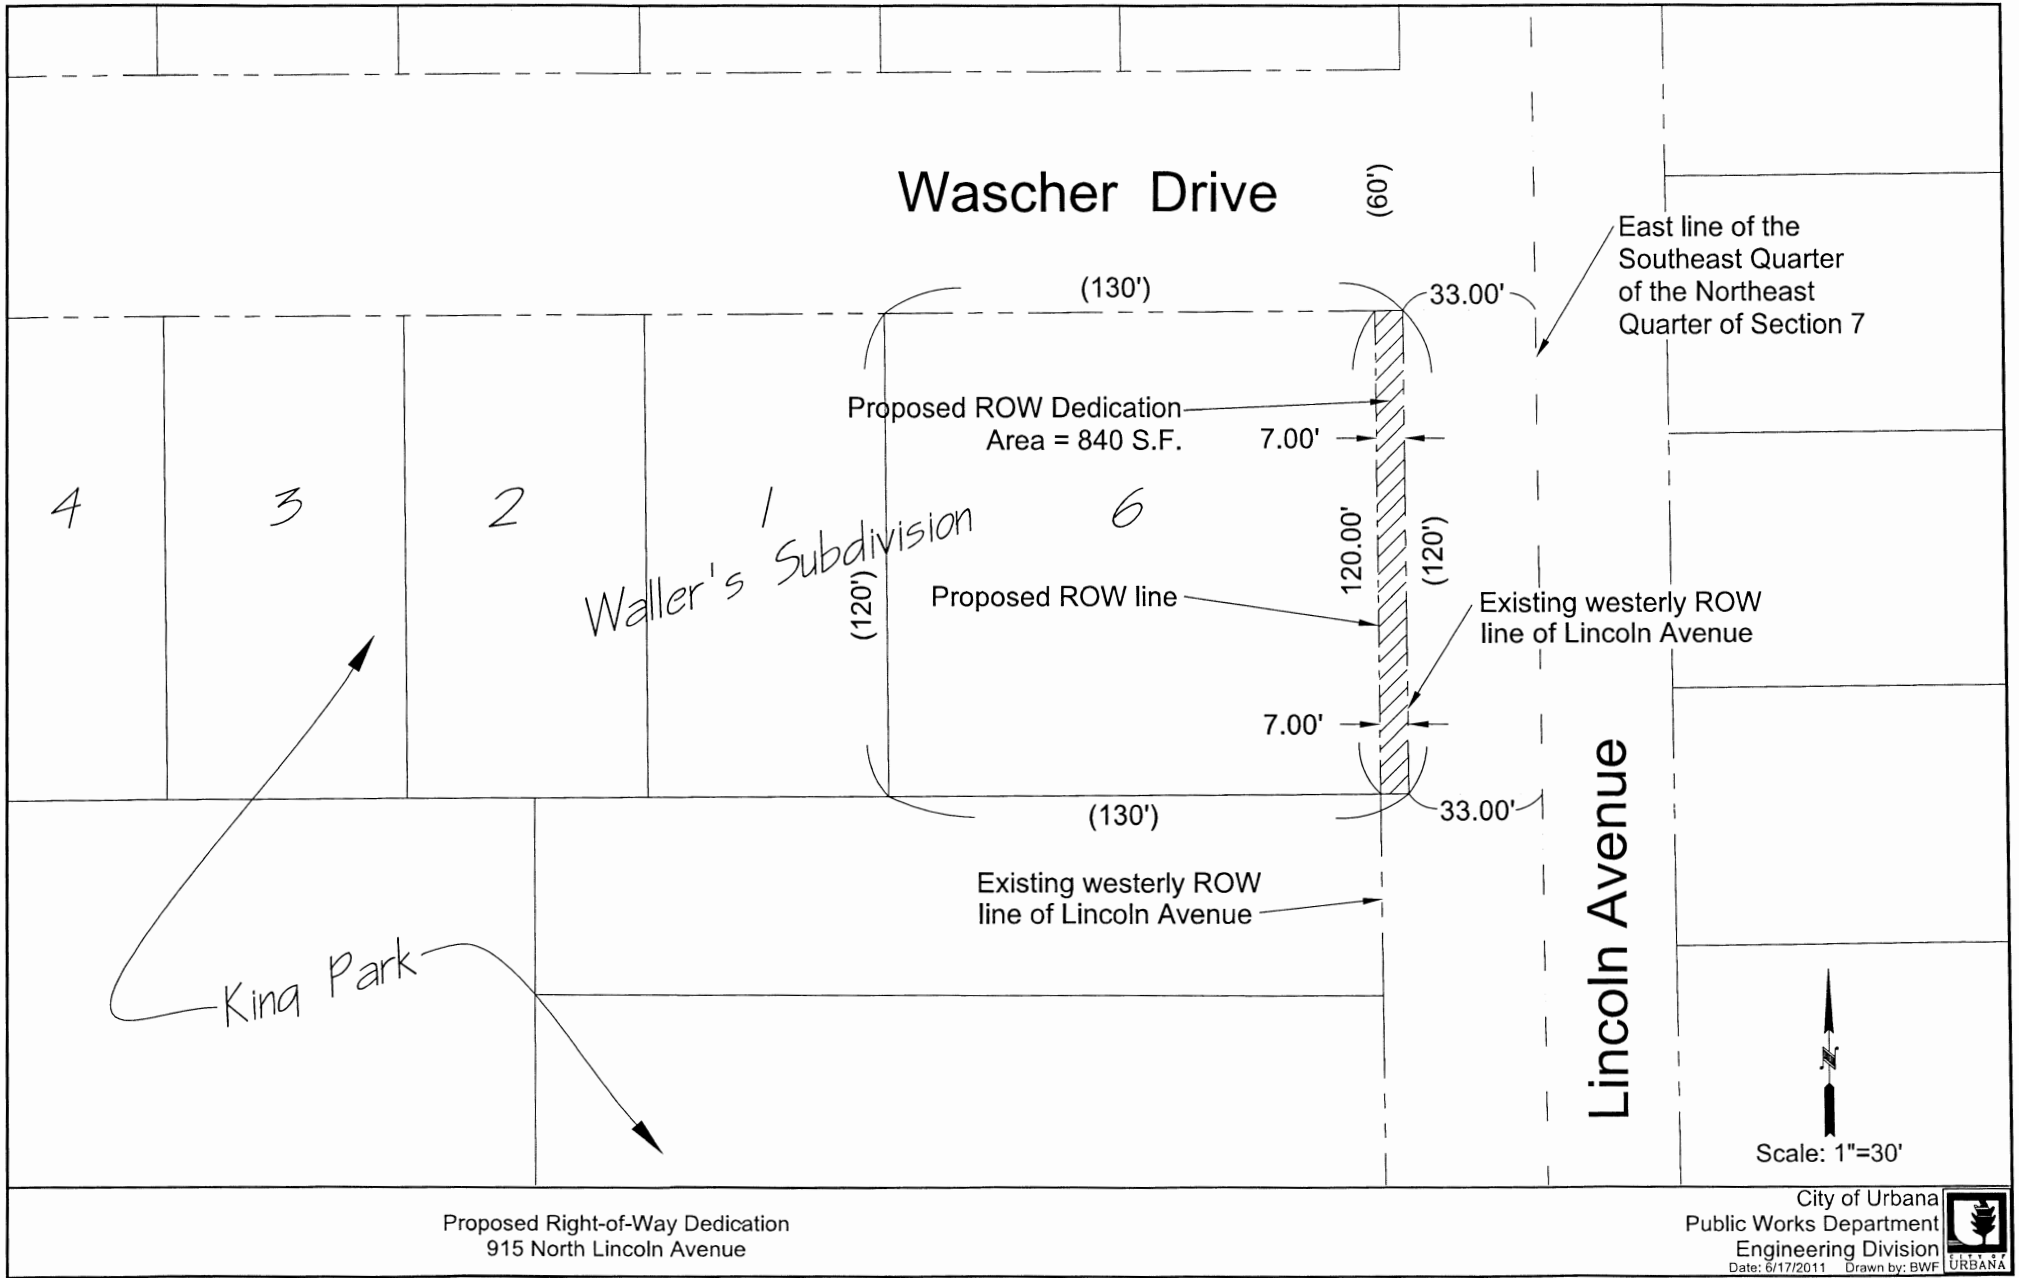 Wascher Drive
(60')
East line of the
Southeast Quarter
of the Northeast
Quarter of Section 7
(130')
33.00'
Proposed ROW Dedication
Area = 840 S.F.
7.00'
4
3
2
1
6
Waller's Subdivision
(120')
120.00'
(120')
Proposed ROW line
Existing westerly ROW
line of Lincoln Avenue
7.00'
(130')
33.00'
Existing westerly ROW
line of Lincoln Avenue
Lincoln Avenue
King Park
N
Scale: 1"=30'
Proposed Right-of-Way Dedication
915 North Lincoln Avenue
City of Urbana
Public Works Department
Engineering Division
Date: 6/17/2011 Drawn by: BWF
CITY OF
URBANA